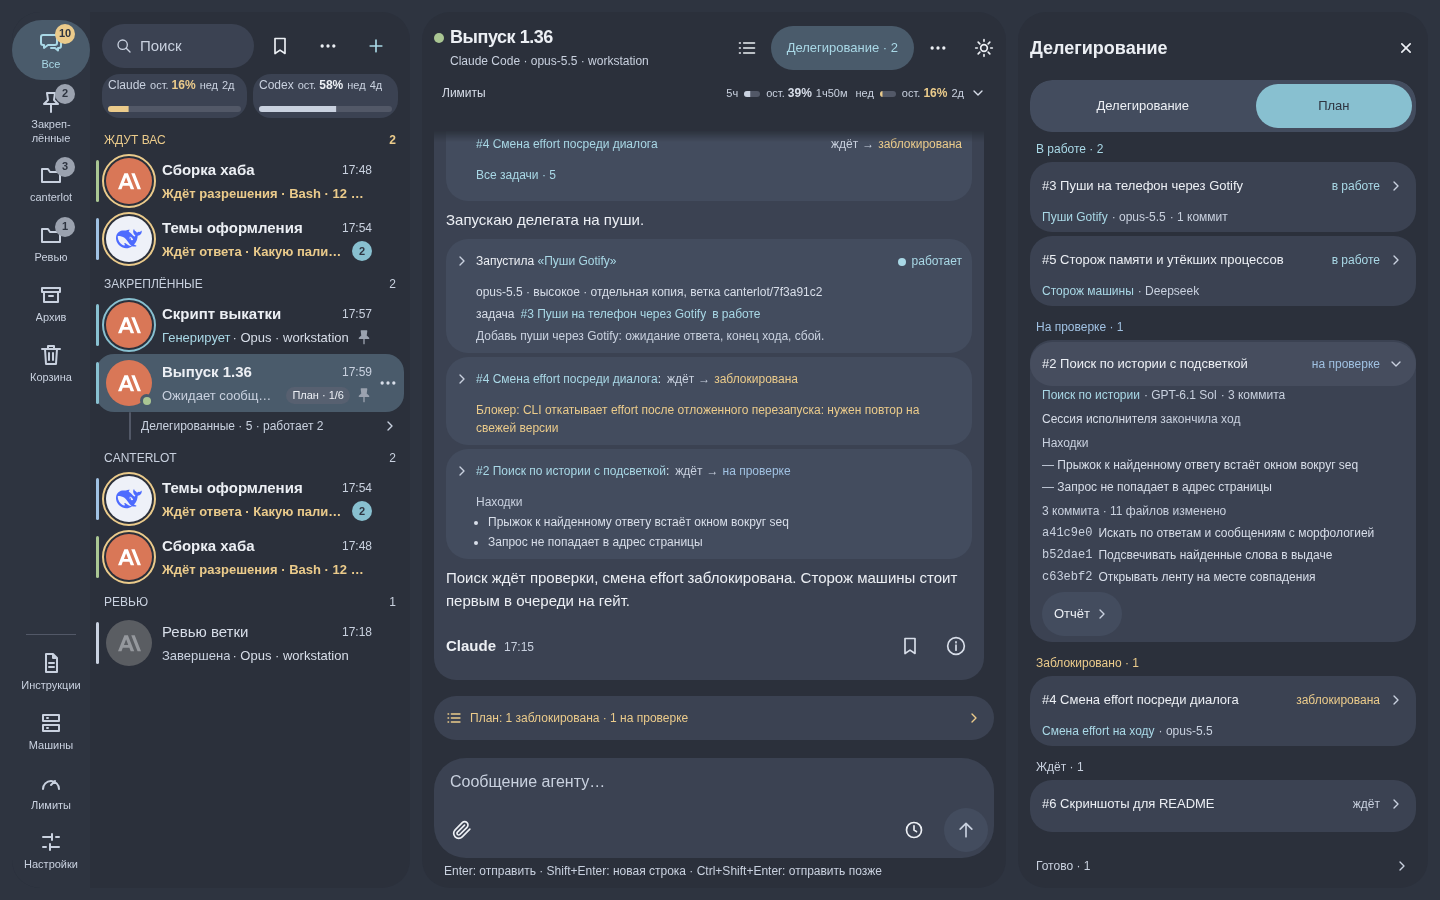 10
Все
2
Закреп-
лённые
3
canterlot
1
Ревью
Архив
Корзина
Инструкции
Машины
Лимиты
Настройки
Поиск
Claude ост. 16% нед 2д
Codex ост. 58% нед 4д
ЖДУТ ВАС 2
Сборка хаба 17:48
Ждёт разрешения · Bash · 12 …
Темы оформления 17:54
Ждёт ответа · Какую пали… 2
ЗАКРЕПЛЁННЫЕ 2
Скрипт выкатки 17:57
Генерирует · Opus · workstation
Выпуск 1.36 17:59
Ожидает сообщ… План · 1/6
Делегированные · 5 · работает 2
CANTERLOT 2
Темы оформления 17:54
Ждёт ответа · Какую пали… 2
Сборка хаба 17:48
Ждёт разрешения · Bash · 12 …
РЕВЬЮ 1
Ревью ветки 17:18
Завершена · Opus · workstation
Выпуск 1.36
Claude Code · opus-5.5 · workstation
Делегирование · 2
Лимиты 5ч ост. 39% 1ч50м нед ост. 16% 2д
#4 Смена effort посреди диалога ждёт → заблокирована
Все задачи · 5
Запускаю делегата на пуши.
Запустила «Пуши Gotify» работает
opus-5.5 · высокое · отдельная копия, ветка canterlot/7f3a91c2
задача #3 Пуши на телефон через Gotify в работе
Добавь пуши через Gotify: ожидание ответа, конец хода, сбой.
#4 Смена effort посреди диалога: ждёт → заблокирована
Блокер: CLI откатывает effort после отложенного перезапуска: нужен повтор на
свежей версии
#2 Поиск по истории с подсветкой: ждёт → на проверке
Находки
• Прыжок к найденному ответу встаёт окном вокруг seq
• Запрос не попадает в адрес страницы
Поиск ждёт проверки, смена effort заблокирована. Сторож машины стоит
первым в очереди на гейт.
Claude 17:15
План: 1 заблокирована · 1 на проверке
Сообщение агенту…
Enter: отправить · Shift+Enter: новая строка · Ctrl+Shift+Enter: отправить позже
Делегирование
Делегирование План
В работе · 2
#3 Пуши на телефон через Gotify в работе
Пуши Gotify · opus-5.5 · 1 коммит
#5 Сторож памяти и утёкших процессов в работе
Сторож машины · Deepseek
На проверке · 1
#2 Поиск по истории с подсветкой на проверке
Поиск по истории · GPT-6.1 Sol · 3 коммита
Сессия исполнителя закончила ход
Находки
— Прыжок к найденному ответу встаёт окном вокруг seq
— Запрос не попадает в адрес страницы
3 коммита · 11 файлов изменено
a41c9e0 Искать по ответам и сообщениям с морфологией
b52dae1 Подсвечивать найденные слова в выдаче
c63ebf2 Открывать ленту на месте совпадения
Отчёт
Заблокировано · 1
#4 Смена effort посреди диалога заблокирована
Смена effort на ходу · opus-5.5
Ждёт · 1
#6 Скриншоты для README ждёт
Готово · 1